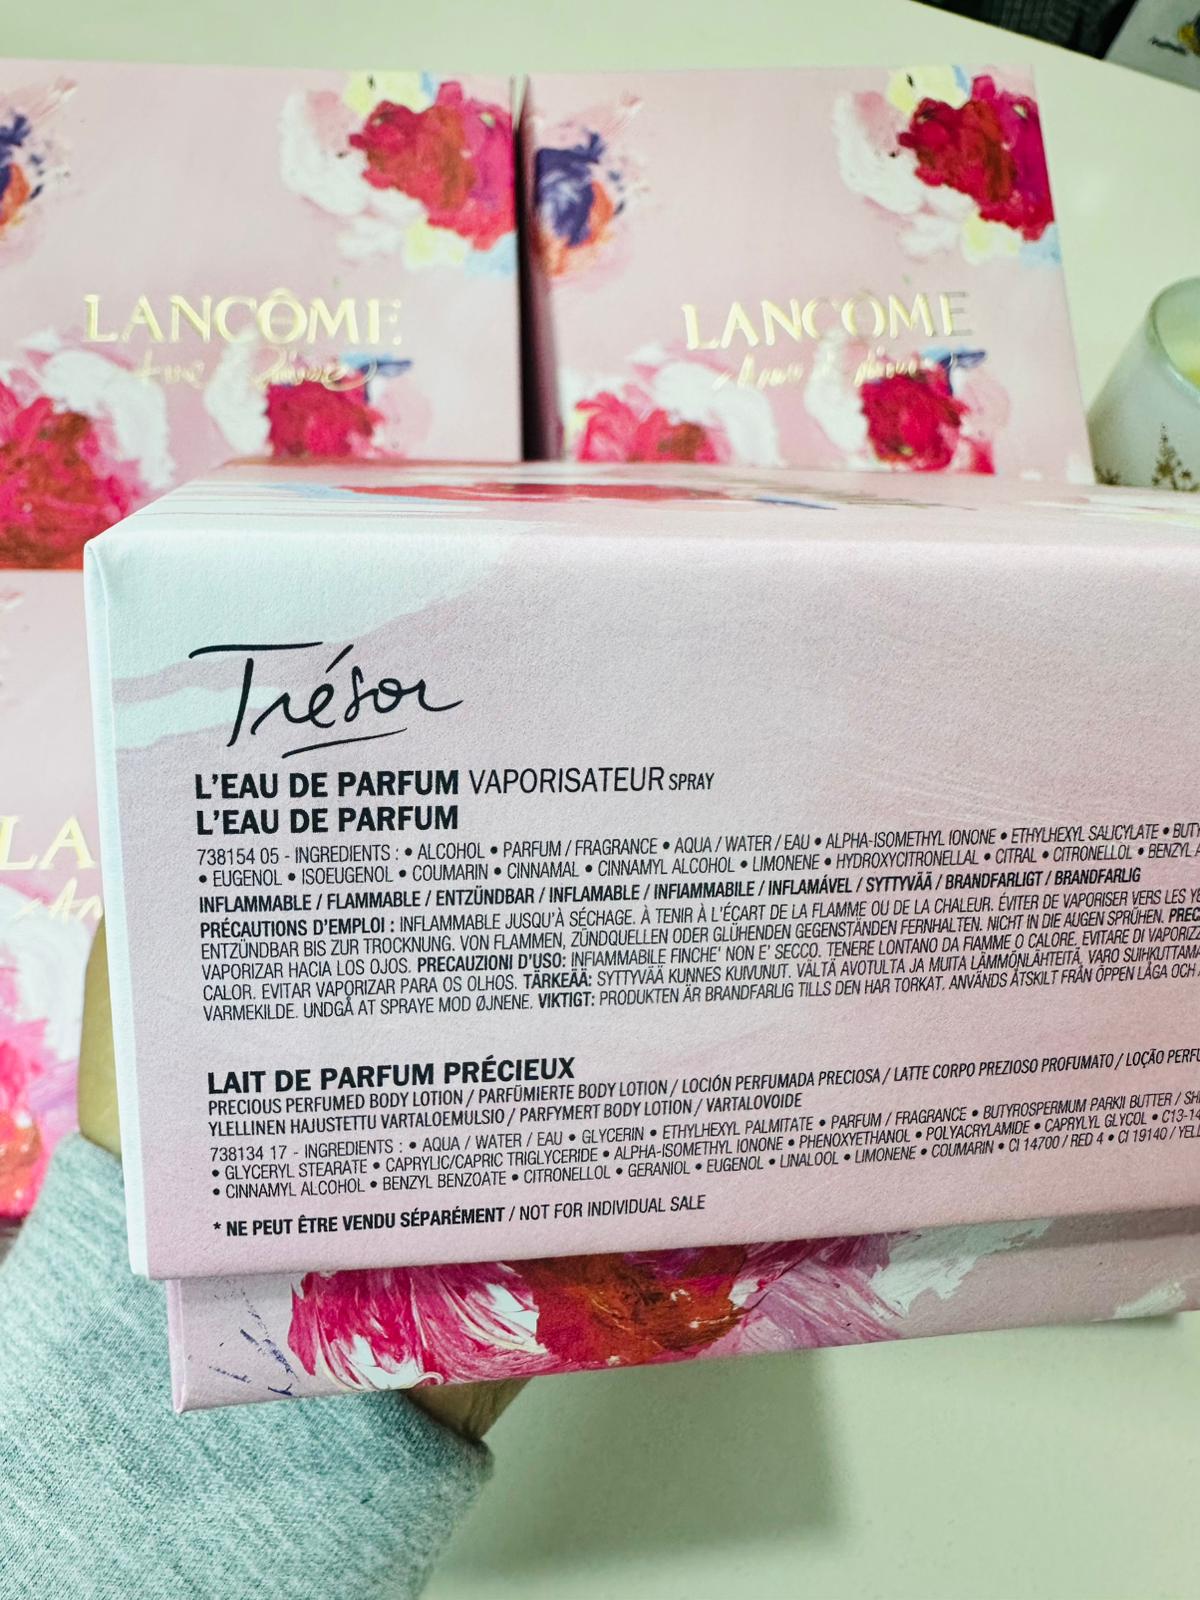 LANCÔME
LANCÔME
LA
Trésor
L'EAU DE PARFUM VAPORISATEUR SPRAY
L'EAU DE PARFUM
738154 05 - INGREDIENTS : • ALCOHOL • PARFUM / FRAGRANCE • AQUA / WATER / EAU • ALPHA-ISOMETHYL IONONE • ETHYLHEXYL SALICYLATE •
• EUGENOL • ISOEUGENOL • COUMARIN • CINNAMAL • CINNAMYL ALCOHOL • LIMONENE • HYDROXYCITRONELLAL • CITRAL • CITRONELLOL • BENZYL
INFLAMMABLE / FLAMMABLE / ENTZÜNDBAR / INFLAMABLE / INFIAMMABILE / INFLAMÁVEL / SYTTYVÄÄ / BRANDFARLIGT / BRANDFARLIG
PRÉCAUTIONS D'EMPLOI : INFLAMMABLE JUSQU'À SÉCHAGE. À TENIR À L'ÉCART DE LA FLAMME OU DE LA CHALEUR. ÉVITER DE VAPORISER VERS LES
ENTZÜNDBAR BIS ZUR TROCKNUNG. VON FLAMMEN, ZÜNDQUELLEN ODER GLÜHENDEN GEGENSTÄNDEN FERNHALTEN. NICHT IN DIE AUGEN SPRÜHEN.
VAPORIZAR HACIA LOS OJOS. PRECAUZIONI D'USO: INFIAMMABILE FINCHE' NON E' SECCO. TENERE LONTANO DA FIAMME O CALORE. EVITARE DI
CALOR. EVITAR VAPORIZAR PARA OS OLHOS. TÄRKEÄÄ: SYTTYVÄÄ KUNNES KUIVUNUT. VÄLTÄ AVOTULTA JA MUITA LÄMMÖNLÄHTEITÄ. VARO
VARMEKILDE. UNDGÅ AT SPRAYE MOD ØJNENE. VIKTIGT: PRODUKTEN ÄR BRANDFARLIG TILLS DEN HAR TORKAT. ANVÄNDS ÅTSKILT FRÅN ÖPPEN LÅGA OCH
LAIT DE PARFUM PRÉCIEUX
PRECIOUS PERFUMED BODY LOTION / PARFÜMIERTE BODY LOTION / LOCIÓN PERFUMADA PRECIOSA / LATTE CORPO PREZIOSO PROFUMATO / LOÇÃO
YLELLINEN HAJUSTETTU VARTALOEMULSIO / PARFYMERT BODY LOTION / VARTALOVOIDE
738134 17 - INGREDIENTS : • AQUA / WATER / EAU • GLYCERIN • ETHYLHEXYL PALMITATE • PARFUM / FRAGRANCE • BUTYROSPERMUM PARKII BUTTER /
• GLYCERYL STEARATE • CAPRYLIC/CAPRIC TRIGLYCERIDE • ALPHA-ISOMETHYL IONONE • PHENOXYETHANOL • POLYACRYLAMIDE • CAPRYLYL GLYCOL •
• CINNAMYL ALCOHOL • BENZYL BENZOATE • CITRONELLOL • GERANIOL • EUGENOL • LINALOOL • LIMONENE • COUMARIN • CI 14700 / RED 4 • CI 19140 /
* NE PEUT ÊTRE VENDU SÉPARÉMENT / NOT FOR INDIVIDUAL SALE